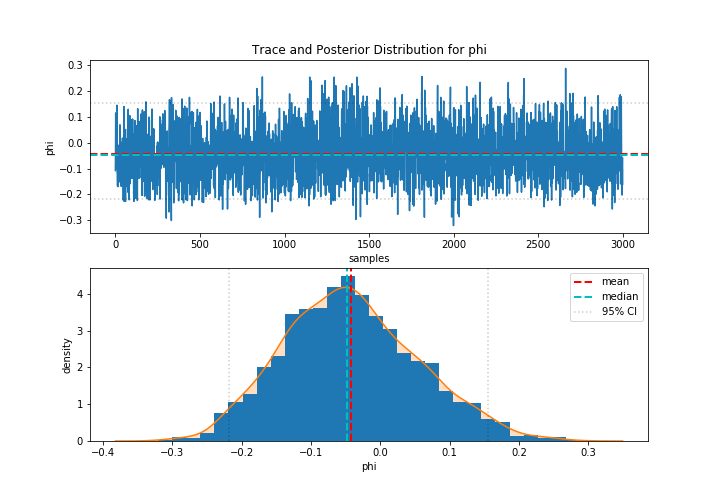 Trace and Posterior Distribution for phi
0.3
0.2
0.1
0.0
−0.1
−0.2
−0.3
phi
0 500 1000 1500 2000 2500 3000
samples
mean
median
95% CI
4
3
2
1
0
density
−0.4 −0.3 −0.2 −0.1 0.0 0.1 0.2 0.3
phi